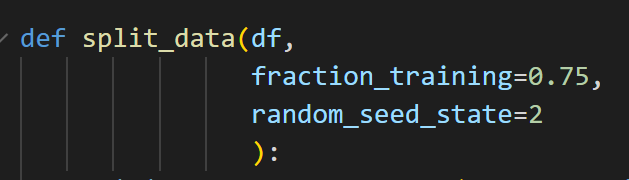 def split_data(df,
fraction_training=0.75,
random_seed_state=2
):